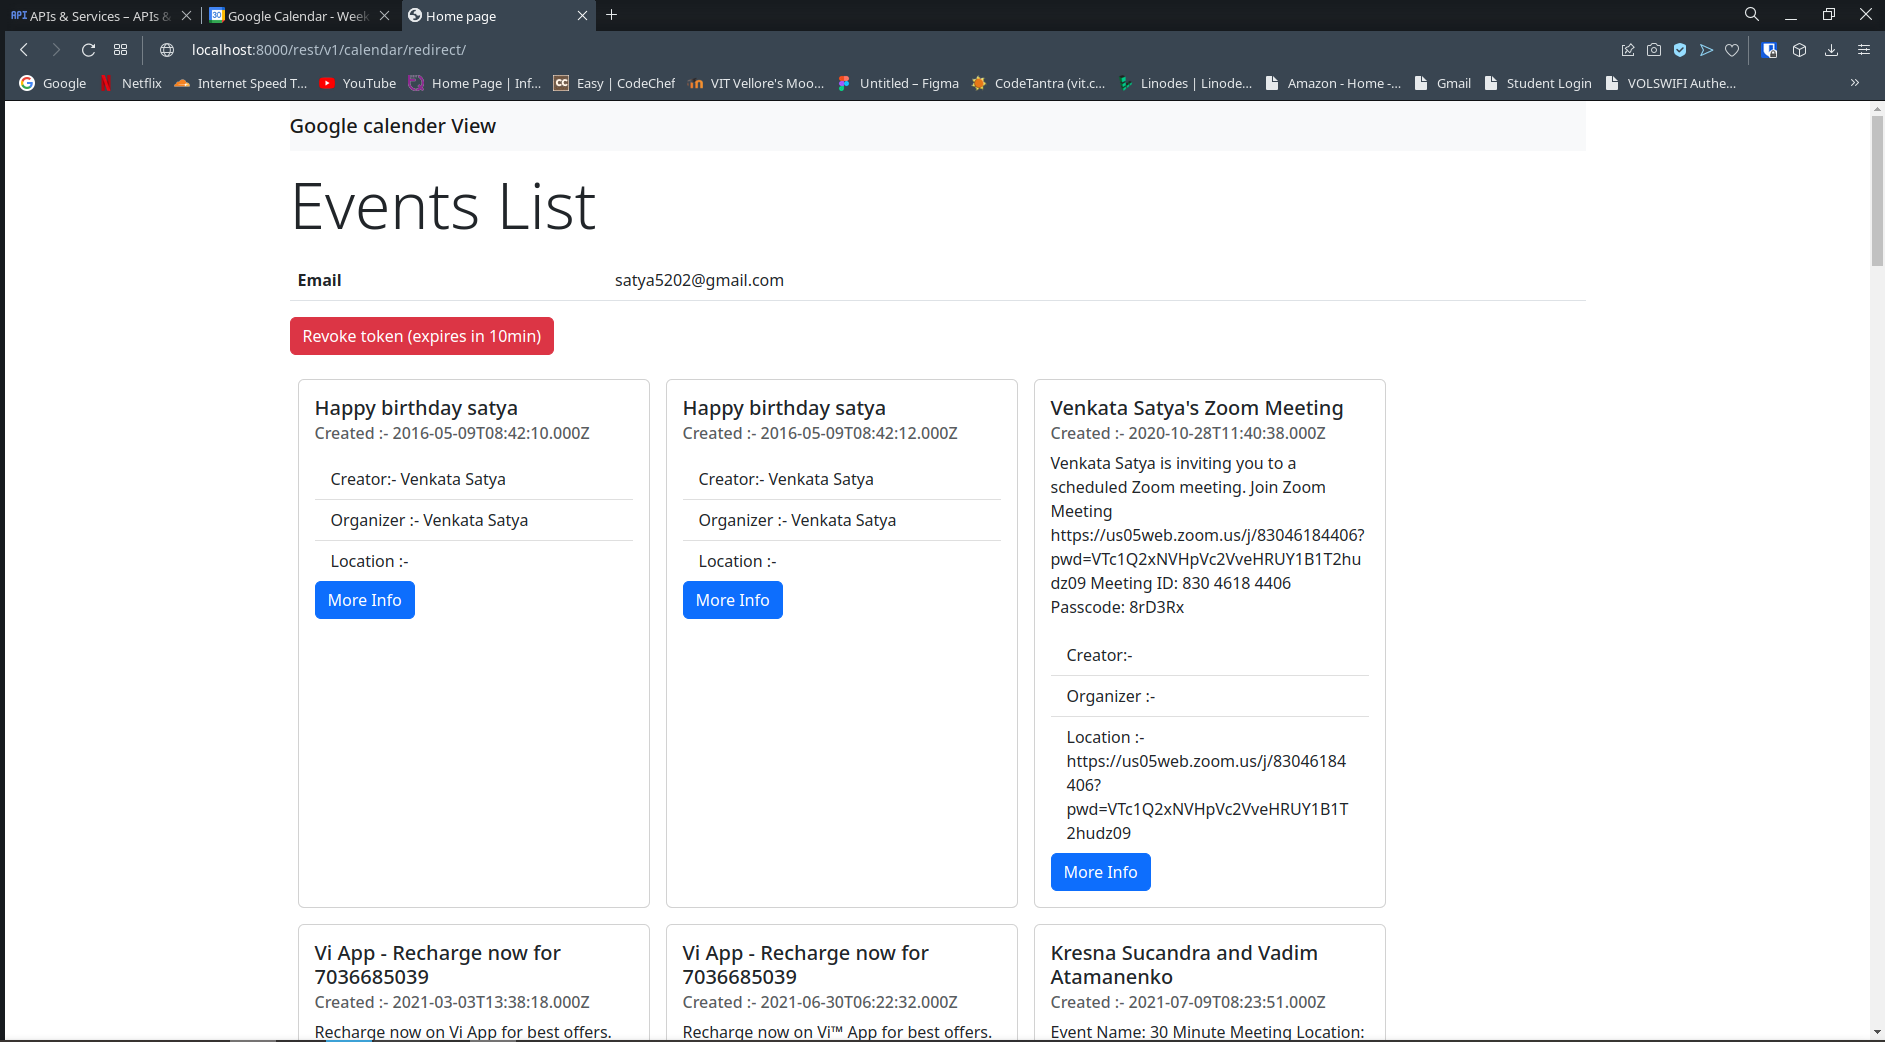 APIs & Services – APIs &
Google Calendar - Week
Home page
localhost:8000/rest/v1/calendar/redirect/
Google
Netflix
Internet Speed T...
YouTube
Home Page | Inf...
Easy | CodeChef
VIT Vellore's Moo...
Untitled – Figma
CodeTantra (vit.c...
Linodes | Linode...
Amazon - Home -...
Gmail
Student Login
VOLSWIFI Authe...
Google calender View
Events List
Email satya5202@gmail.com
Revoke token (expires in 10min)
Happy birthday satya
Created :- 2016-05-09T08:42:10.000Z
Creator:- Venkata Satya
Organizer :- Venkata Satya
Location :-
More Info
Happy birthday satya
Created :- 2016-05-09T08:42:12.000Z
Creator:- Venkata Satya
Organizer :- Venkata Satya
Location :-
More Info
Venkata Satya's Zoom Meeting
Created :- 2020-10-28T11:40:38.000Z
Venkata Satya is inviting you to a
scheduled Zoom meeting. Join Zoom
Meeting
https://us05web.zoom.us/j/83046184406?
pwd=VTc1Q2xNVHpVc2VveHRUY1B1T2hu
dz09 Meeting ID: 830 4618 4406
Passcode: 8rD3Rx
Creator:-
Organizer :-
Location :-
https://us05web.zoom.us/j/83046184
406?
pwd=VTc1Q2xNVHpVc2VveHRUY1B1T
2hudz09
More Info
Vi App - Recharge now for
7036685039
Created :- 2021-03-03T13:38:18.000Z
Recharge now on Vi App for best offers.
Vi App - Recharge now for
7036685039
Created :- 2021-06-30T06:22:32.000Z
Recharge now on Vi™ App for best offers.
Kresna Sucandra and Vadim
Atamanenko
Created :- 2021-07-09T08:23:51.000Z
Event Name: 30 Minute Meeting Location: